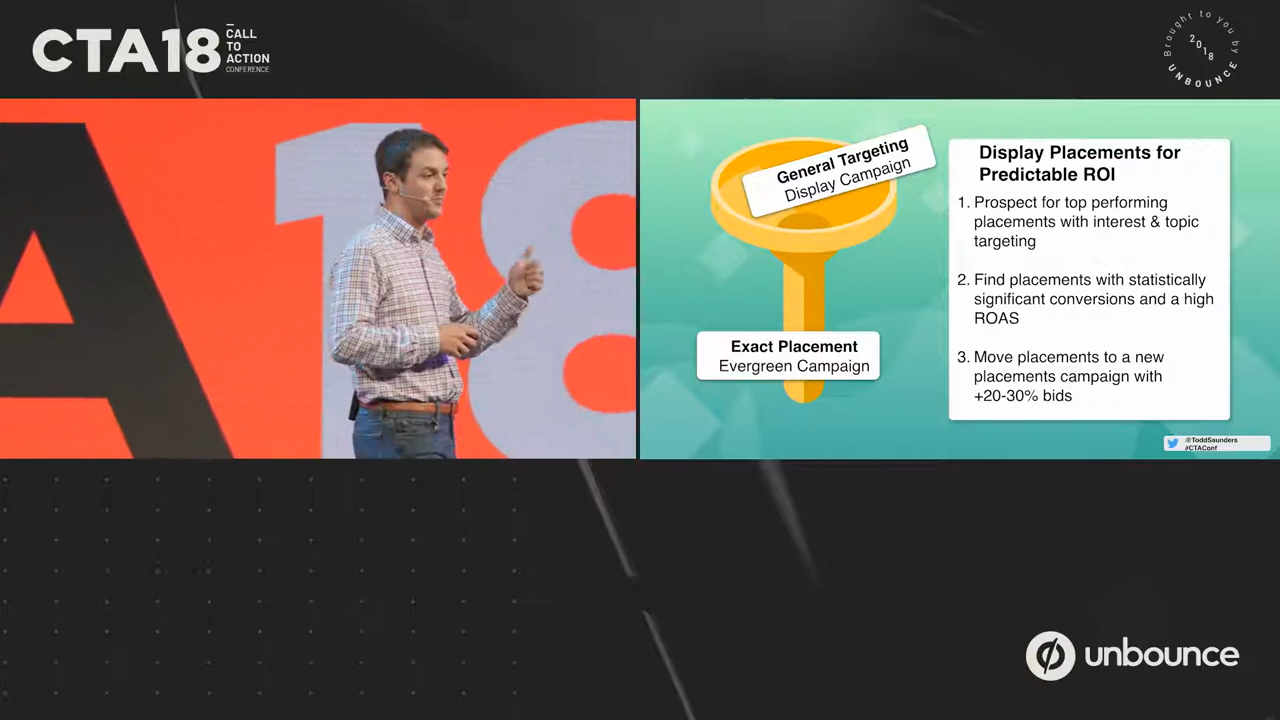 CTA18
CALL
TO
ACTION
CONFERENCE
Brought to you by
2018
UNBOUNCE
A 18
General Targeting
Display Campaign
Exact Placement
Evergreen Campaign
Display Placements for
Predictable ROI
1. Prospect for top performing
placements with interest & topic
targeting
2. Find placements with statistically
significant conversions and a high
ROAS
3. Move placements to a new
placements campaign with
+20-30% bids
@ToddSaunders
#CTAConf
unbounce